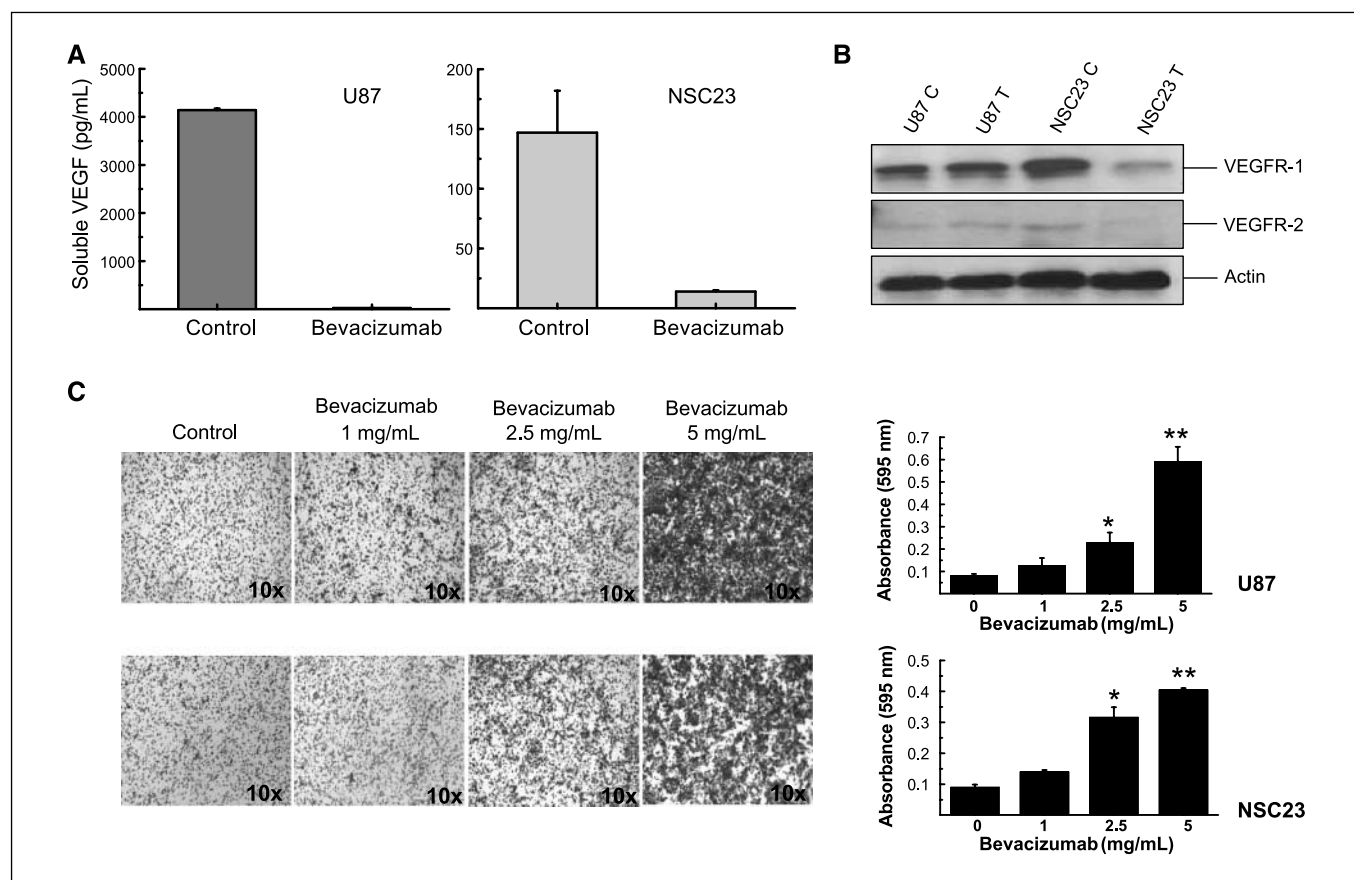 A
Soluble VEGF (pg/mL)
5000
4000
3000
2000
1000
U87
Control
Bevacizumab
200
150
100
50
NSC23
Control
Bevacizumab
B
U87 C
U87 T
NSC23 C
NSC23 T
VEGFR-1
VEGFR-2
Actin
C
Control
Bevacizumab
1 mg/mL
Bevacizumab
2.5 mg/mL
Bevacizumab
5 mg/mL
10x
10x
10x
10x
10x
10x
10x
10x
Absorbance (595 nm)
0.7
0.6
0.5
0.4
0.3
0.2
0.1
*
**
0 1 2.5 5
Bevacizumab (mg/mL)
U87
Absorbance (595 nm)
0.5
0.4
0.3
0.2
0.1
*
**
0 1 2.5 5
Bevacizumab (mg/mL)
NSC23